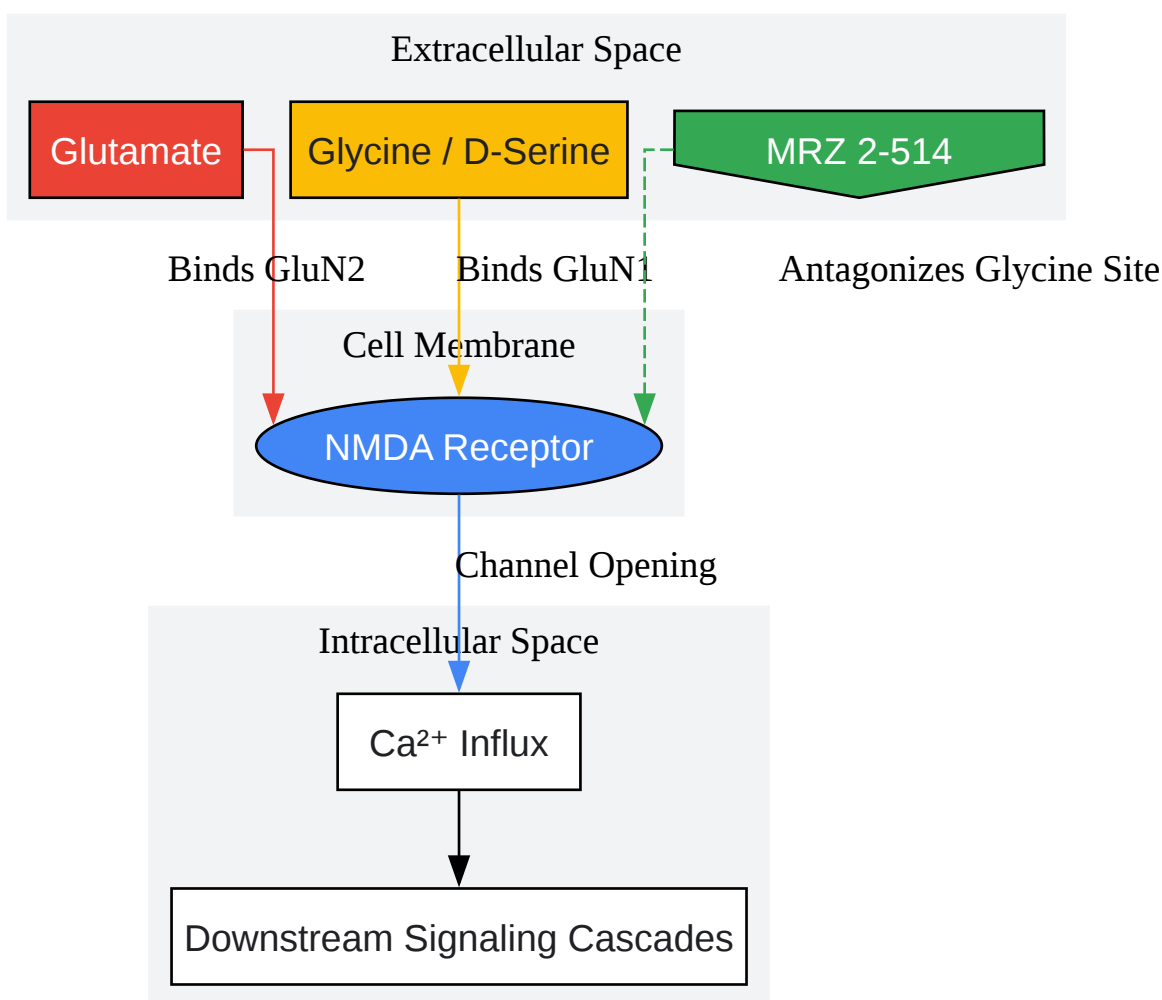 Extracellular Space
Glutamate
Glycine / D-Serine
MRZ 2-514
Binds GluN2
Binds GluN1
Antagonizes Glycine Site
Cell Membrane
NMDA Receptor
Channel Opening
Intracellular Space
Ca²⁺ Influx
Downstream Signaling Cascades